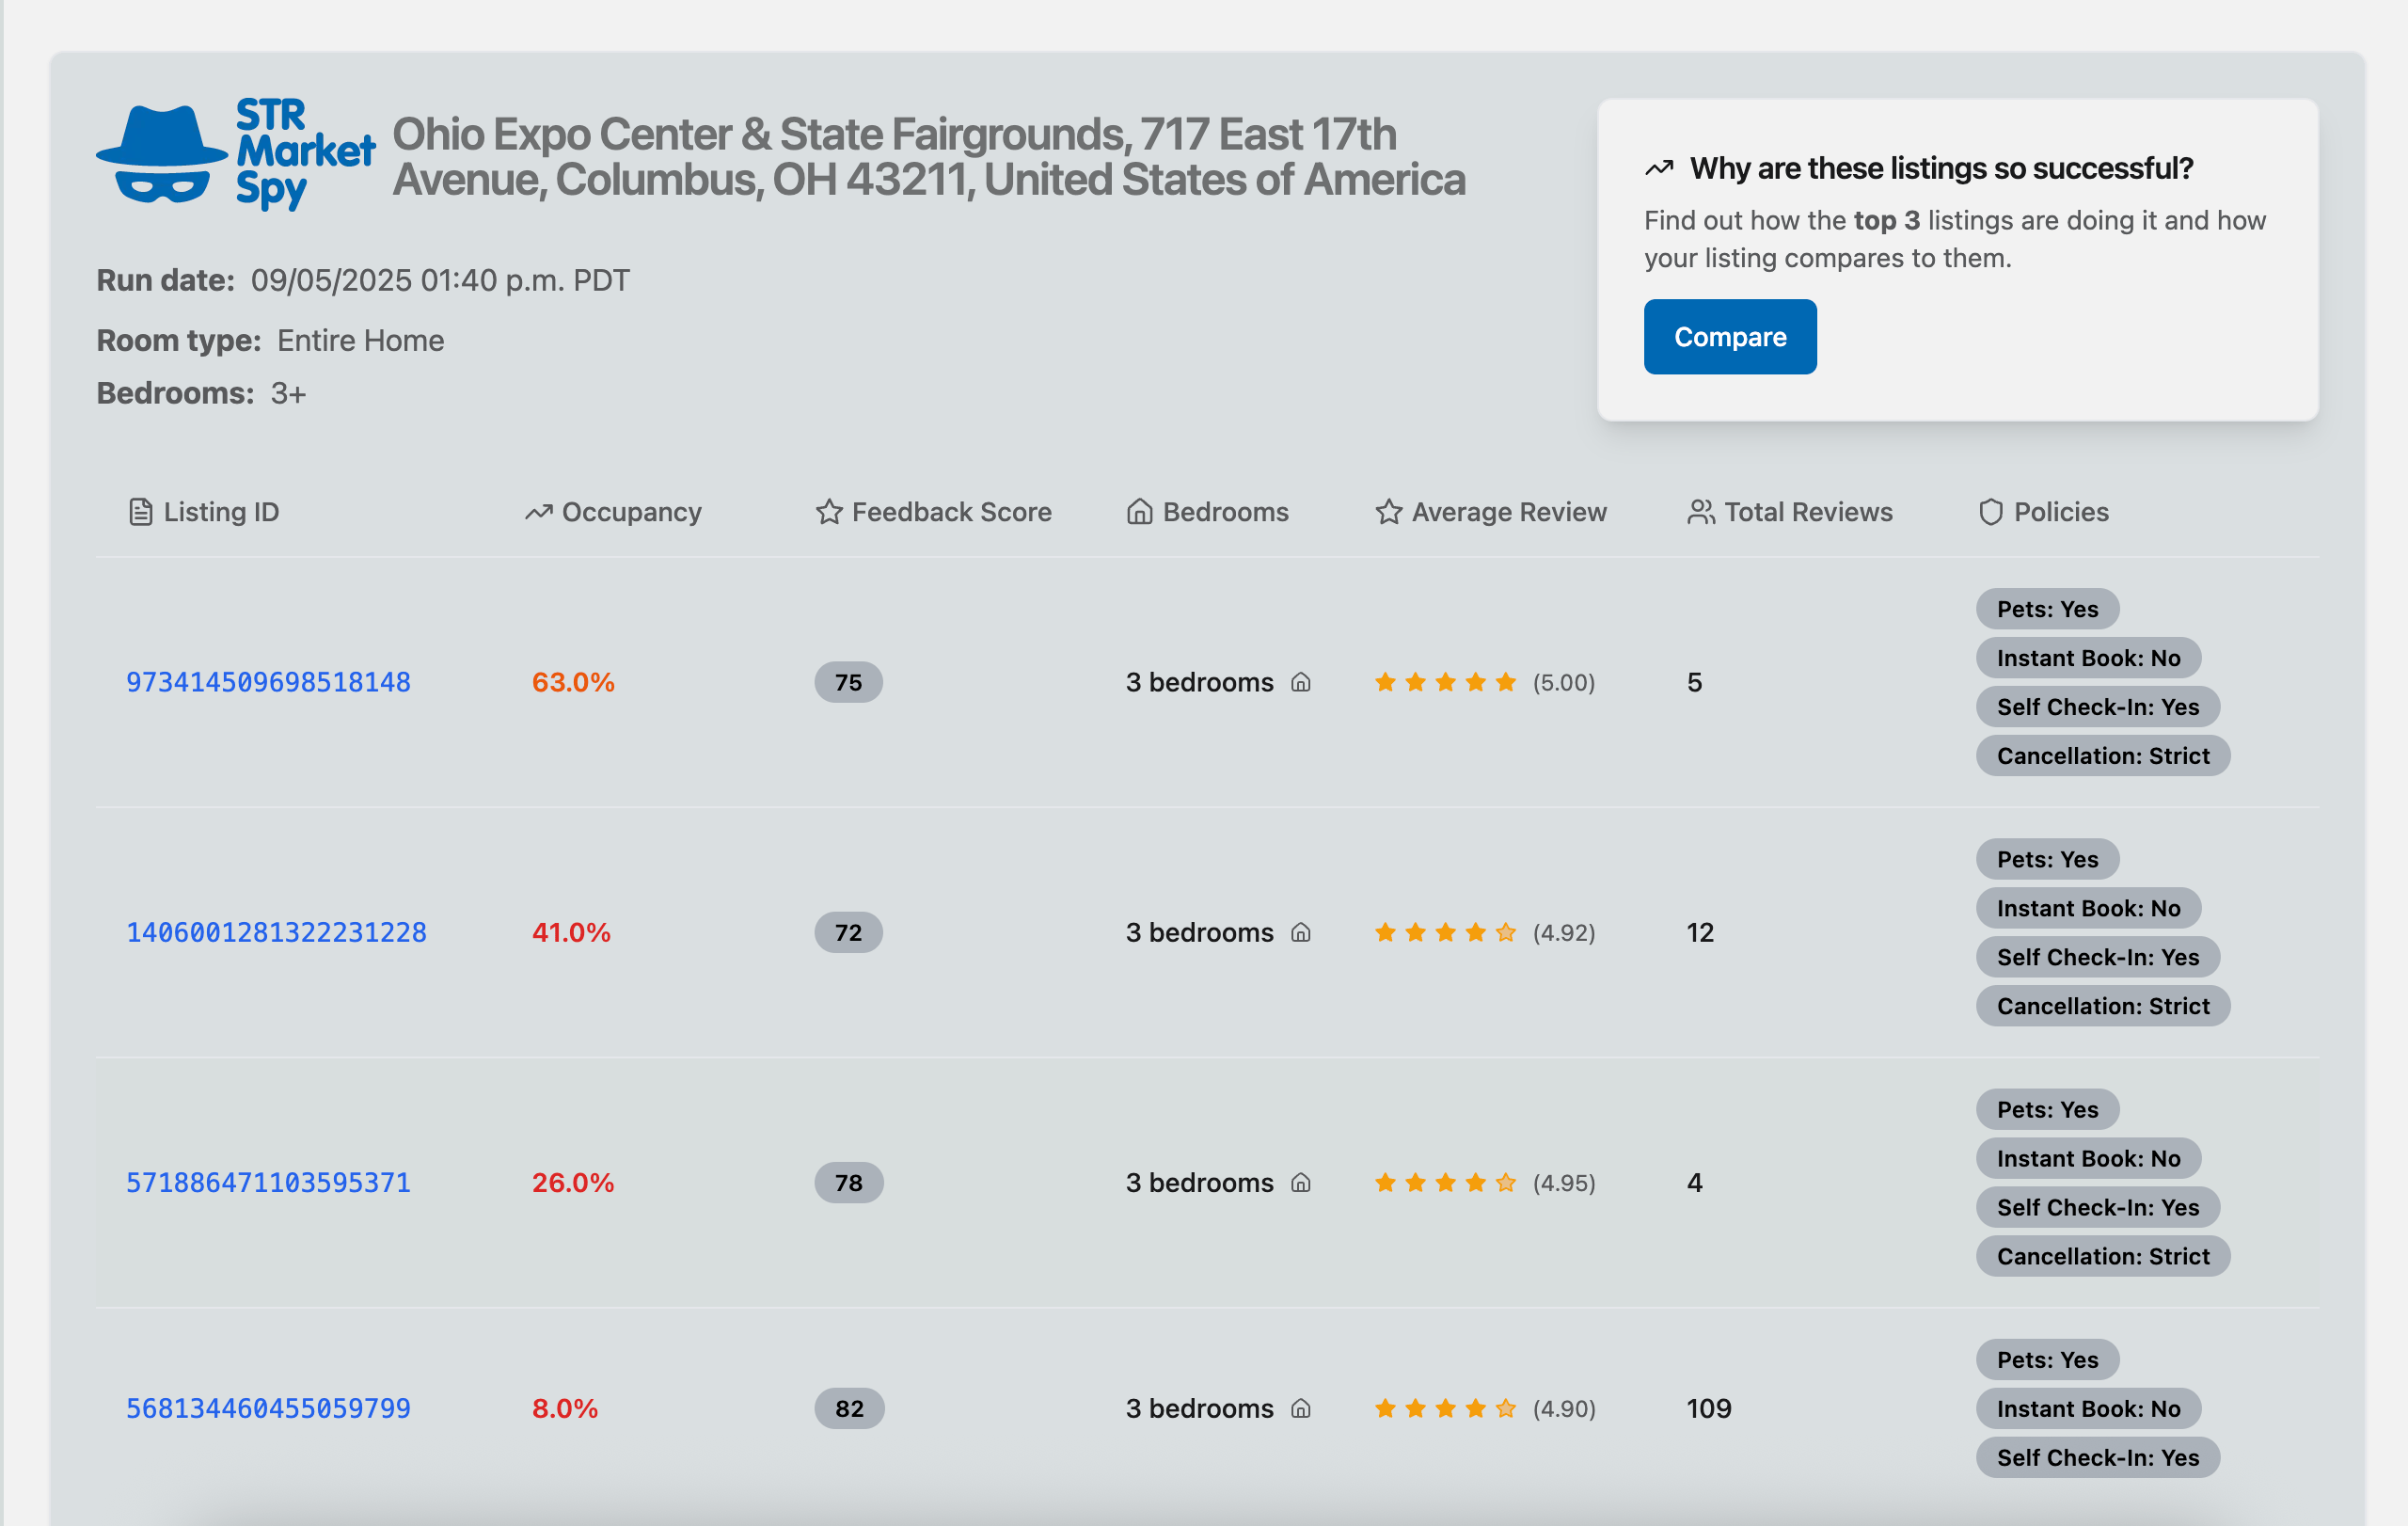 STR
Market
Spy
Ohio Expo Center & State Fairgrounds, 717 East 17th
Avenue, Columbus, OH 43211, United States of America
Run date: 09/05/2025 01:40 p.m. PDT
Room type: Entire Home
Bedrooms: 3+
Why are these listings so successful?
Find out how the top 3 listings are doing it and how
your listing compares to them.
Compare
Listing ID Occupancy Feedback Score Bedrooms Average Review Total Reviews Policies
973414509698518148 63.0% 75 3 bedrooms (5.00) 5
Pets: Yes
Instant Book: No
Self Check-In: Yes
Cancellation: Strict
1406001281322231228 41.0% 72 3 bedrooms (4.92) 12
Pets: Yes
Instant Book: No
Self Check-In: Yes
Cancellation: Strict
571886471103595371 26.0% 78 3 bedrooms (4.95) 4
Pets: Yes
Instant Book: No
Self Check-In: Yes
Cancellation: Strict
568134460455059799 8.0% 82 3 bedrooms (4.90) 109
Pets: Yes
Instant Book: No
Self Check-In: Yes